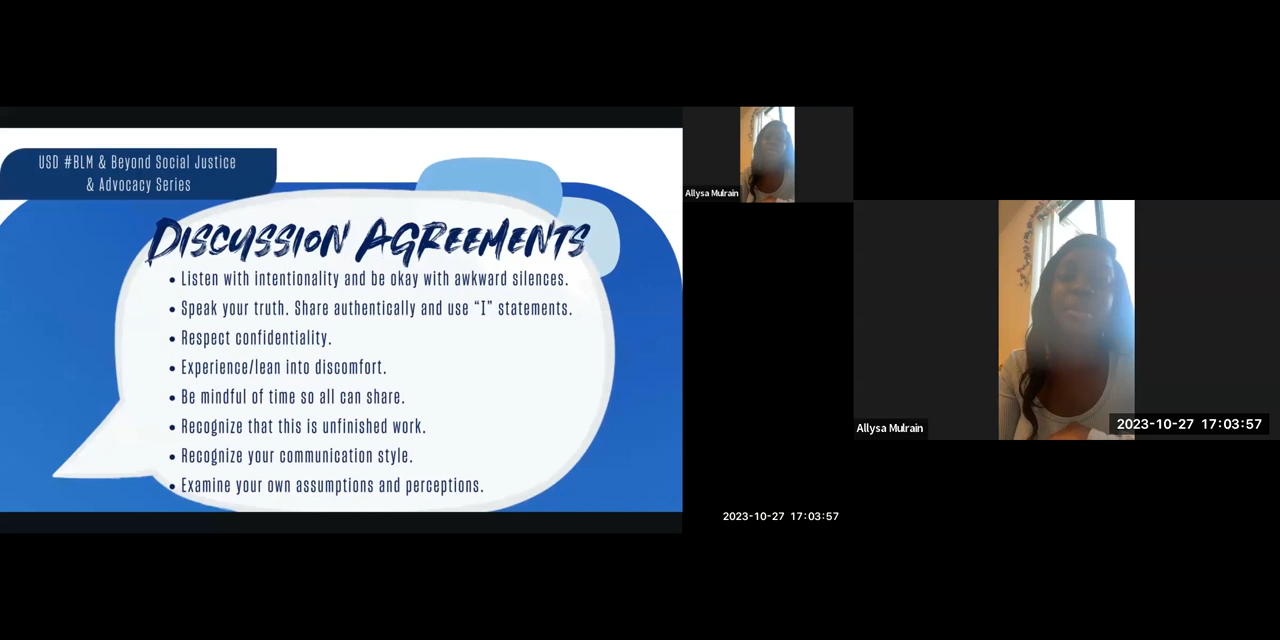 USD #BLM & Beyond Social Justice
& Advocacy Series
Discussion Agreements
• Listen with intentionality and be okay with awkward silences.
• Speak your truth. Share authentically and use “I” statements.
• Respect confidentiality.
• Experience/lean into discomfort.
• Be mindful of time so all can share.
• Recognize that this is unfinished work.
• Recognize your communication style.
• Examine your own assumptions and perceptions.
Allysa Mulrain
2023-10-27 17:03:57
Allysa Mulrain
2023-10-27 17:03:57